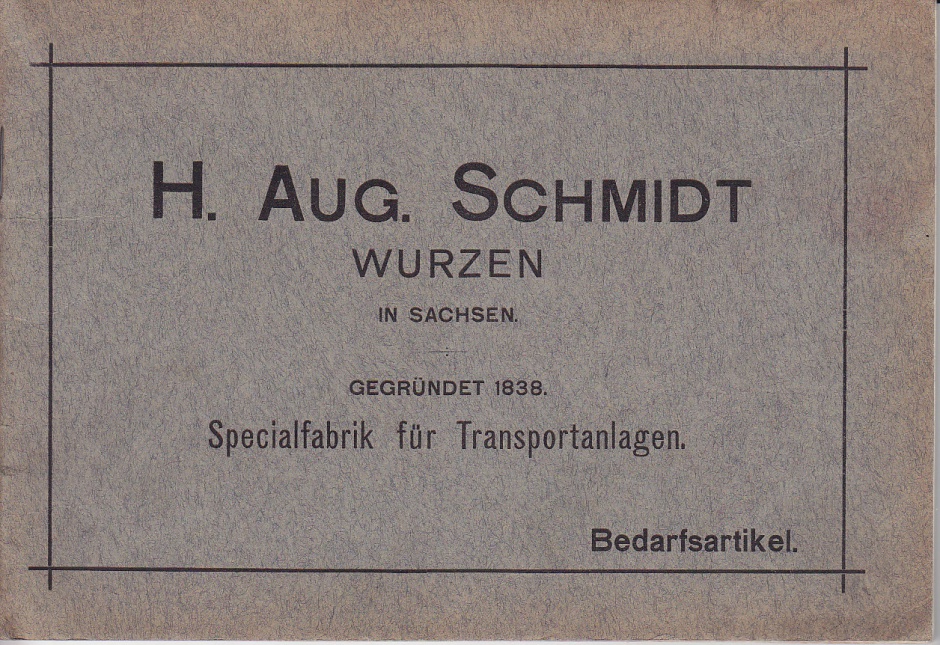 H. AUG. SCHMIDT
WURZEN
IN SACHSEN.
GEGRÜNDET 1838.
Specialfabrik für Transportanlagen.
Bedarfsartikel.